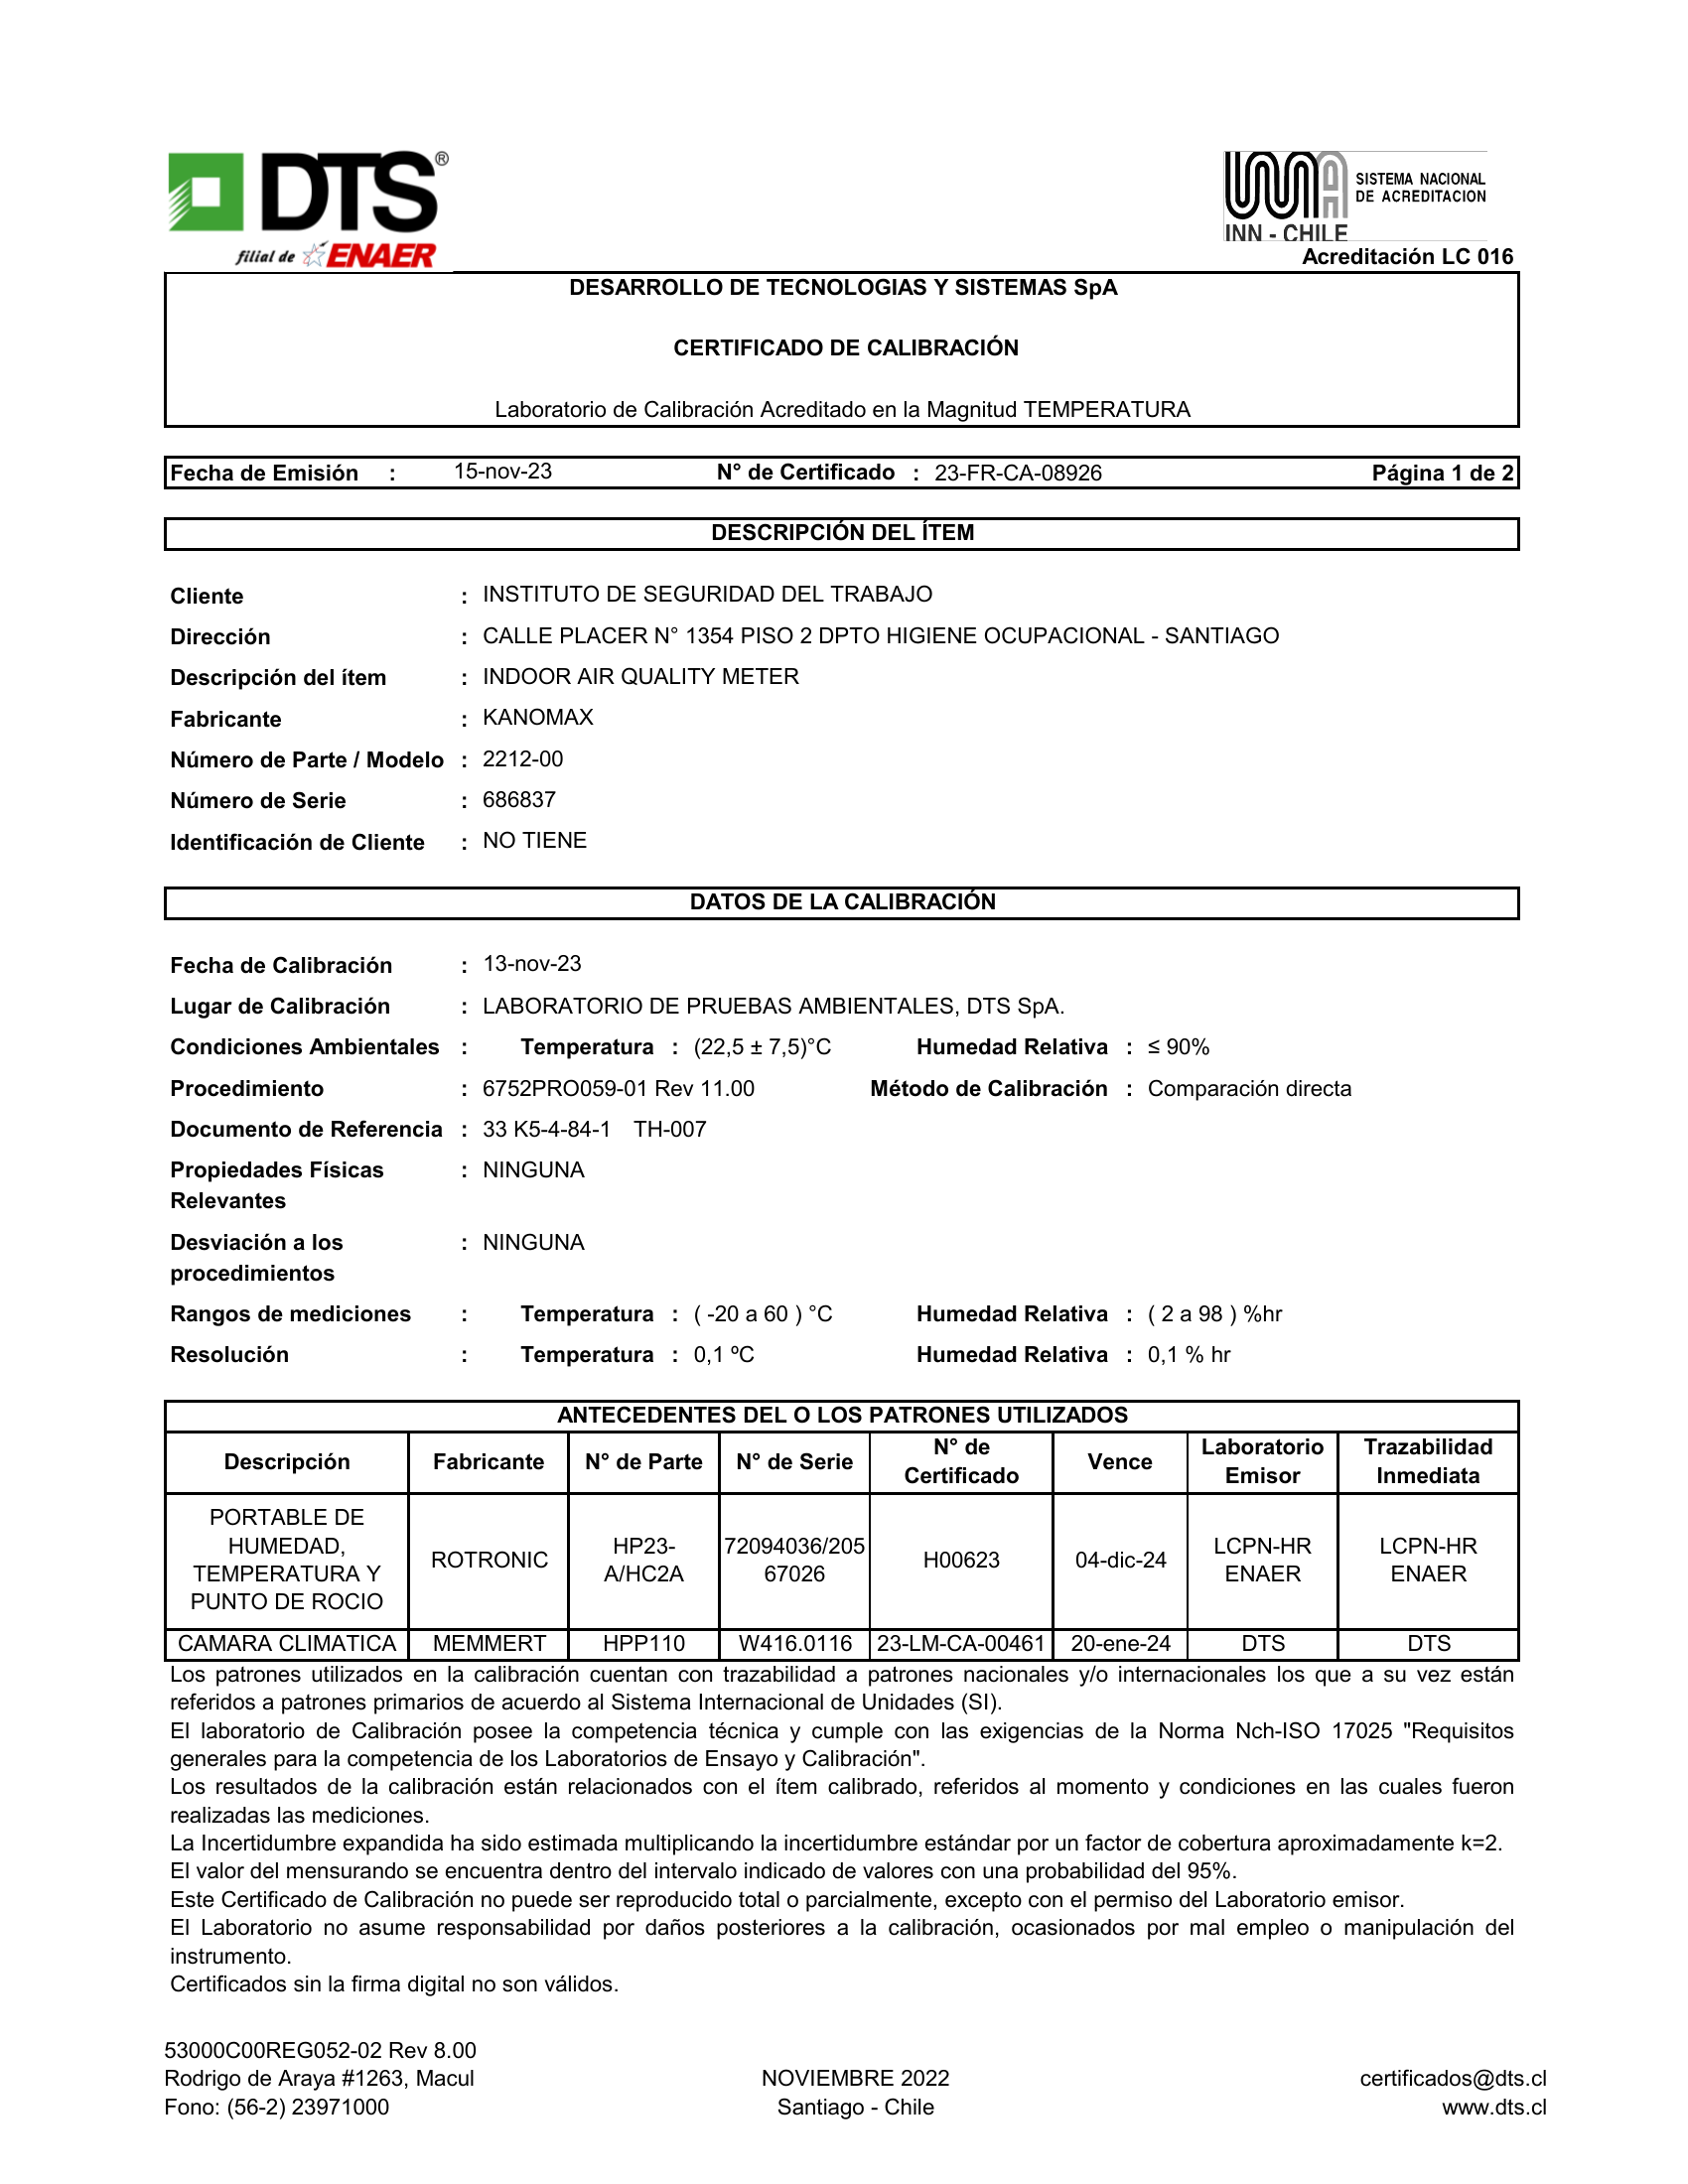 DTS®
filial de ENAER
SISTEMA NACIONAL
DE ACREDITACION
INN - CHILE
Acreditación LC 016
DESARROLLO DE TECNOLOGIAS Y SISTEMAS SpA
CERTIFICADO DE CALIBRACIÓN
Laboratorio de Calibración Acreditado en la Magnitud TEMPERATURA
Fecha de Emisión : 15-nov-23 N° de Certificado : 23-FR-CA-08926 Página 1 de 2
DESCRIPCIÓN DEL ÍTEM
Cliente : INSTITUTO DE SEGURIDAD DEL TRABAJO
Dirección : CALLE PLACER N° 1354 PISO 2 DPTO HIGIENE OCUPACIONAL - SANTIAGO
Descripción del ítem : INDOOR AIR QUALITY METER
Fabricante : KANOMAX
Número de Parte / Modelo : 2212-00
Número de Serie : 686837
Identificación de Cliente : NO TIENE
DATOS DE LA CALIBRACIÓN
Fecha de Calibración : 13-nov-23
Lugar de Calibración : LABORATORIO DE PRUEBAS AMBIENTALES, DTS SpA.
Condiciones Ambientales : Temperatura : (22,5 ± 7,5)°C Humedad Relativa : ≤ 90%
Procedimiento : 6752PRO059-01 Rev 11.00 Método de Calibración : Comparación directa
Documento de Referencia : 33 K5-4-84-1 TH-007
Propiedades Físicas : NINGUNA
Relevantes
Desviación a los : NINGUNA
procedimientos
Rangos de mediciones : Temperatura : ( -20 a 60 ) °C Humedad Relativa : ( 2 a 98 ) %hr
Resolución : Temperatura : 0,1 ºC Humedad Relativa : 0,1 % hr
ANTECEDENTES DEL O LOS PATRONES UTILIZADOS
Descripción Fabricante N° de Parte N° de Serie N° de Certificado Vence Laboratorio Emisor Trazabilidad Inmediata
PORTABLE DE HUMEDAD, TEMPERATURA Y PUNTO DE ROCIO ROTRONIC HP23-A/HC2A 72094036/20567026 H00623 04-dic-24 LCPN-HR ENAER LCPN-HR ENAER
CAMARA CLIMATICA MEMMERT HPP110 W416.0116 23-LM-CA-00461 20-ene-24 DTS DTS
Los patrones utilizados en la calibración cuentan con trazabilidad a patrones nacionales y/o internacionales los que a su vez están
referidos a patrones primarios de acuerdo al Sistema Internacional de Unidades (SI).
El laboratorio de Calibración posee la competencia técnica y cumple con las exigencias de la Norma Nch-ISO 17025 "Requisitos
generales para la competencia de los Laboratorios de Ensayo y Calibración".
Los resultados de la calibración están relacionados con el ítem calibrado, referidos al momento y condiciones en las cuales fueron
realizadas las mediciones.
La Incertidumbre expandida ha sido estimada multiplicando la incertidumbre estándar por un factor de cobertura aproximadamente k=2.
El valor del mensurando se encuentra dentro del intervalo indicado de valores con una probabilidad del 95%.
Este Certificado de Calibración no puede ser reproducido total o parcialmente, excepto con el permiso del Laboratorio emisor.
El Laboratorio no asume responsabilidad por daños posteriores a la calibración, ocasionados por mal empleo o manipulación del
instrumento.
Certificados sin la firma digital no son válidos.
53000C00REG052-02 Rev 8.00
Rodrigo de Araya #1263, Macul NOVIEMBRE 2022 certificados@dts.cl
Fono: (56-2) 23971000 Santiago - Chile www.dts.cl